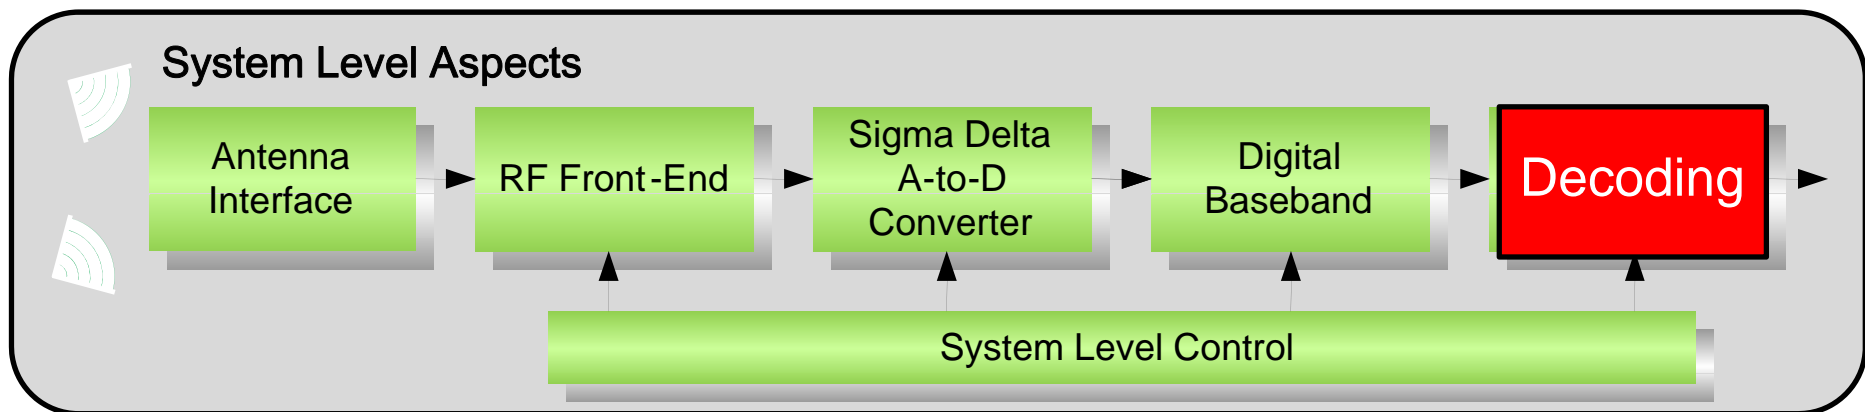 System Level Aspects
Antenna
Interface
RF Front-End
Sigma Delta
A-to-D
Converter
Digital
Baseband
Decoding
System Level Control